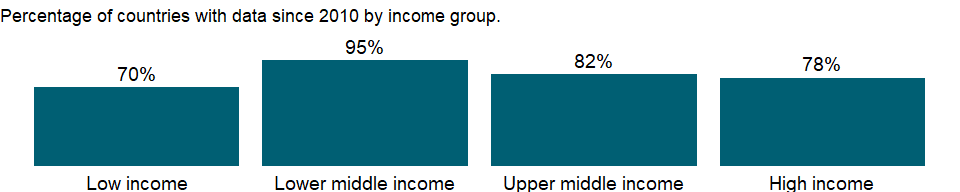 Percentage of countries with data since 2010 by income group.
70%
95%
82%
78%
Low income
Lower middle income
Upper middle income
High income